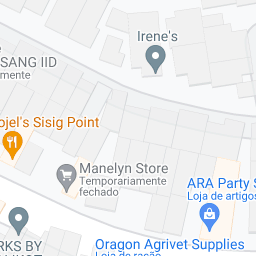 Irene's
SANG IID
mente
ojel's Sisig Point
Manelyn Store
Temporariamente
fechado
ARA Party S
Loja de artigos
RKS BY
Oragon Agrivet Supplies
Loja de ração